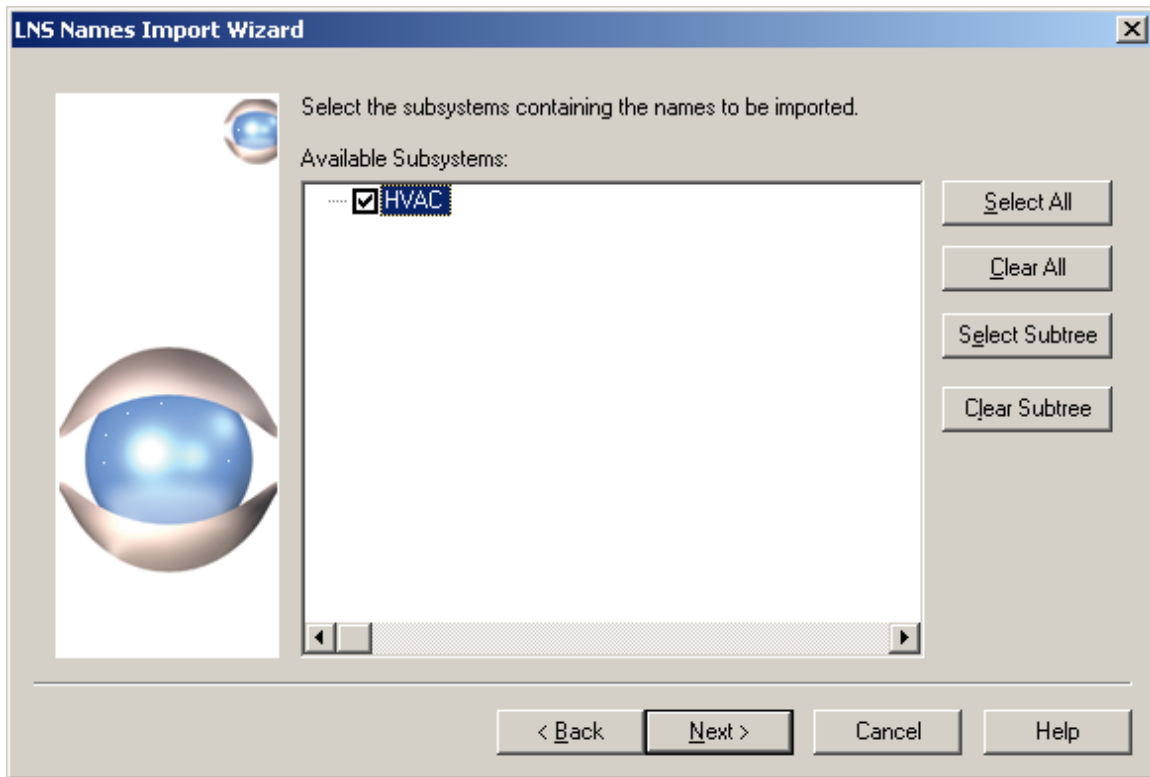 LNS Names Import Wizard
Select the subsystems containing the names to be imported.
Available Subsystems:
HVAC
Select All
Clear All
Select Subtree
Clear Subtree
< Back
Next >
Cancel
Help